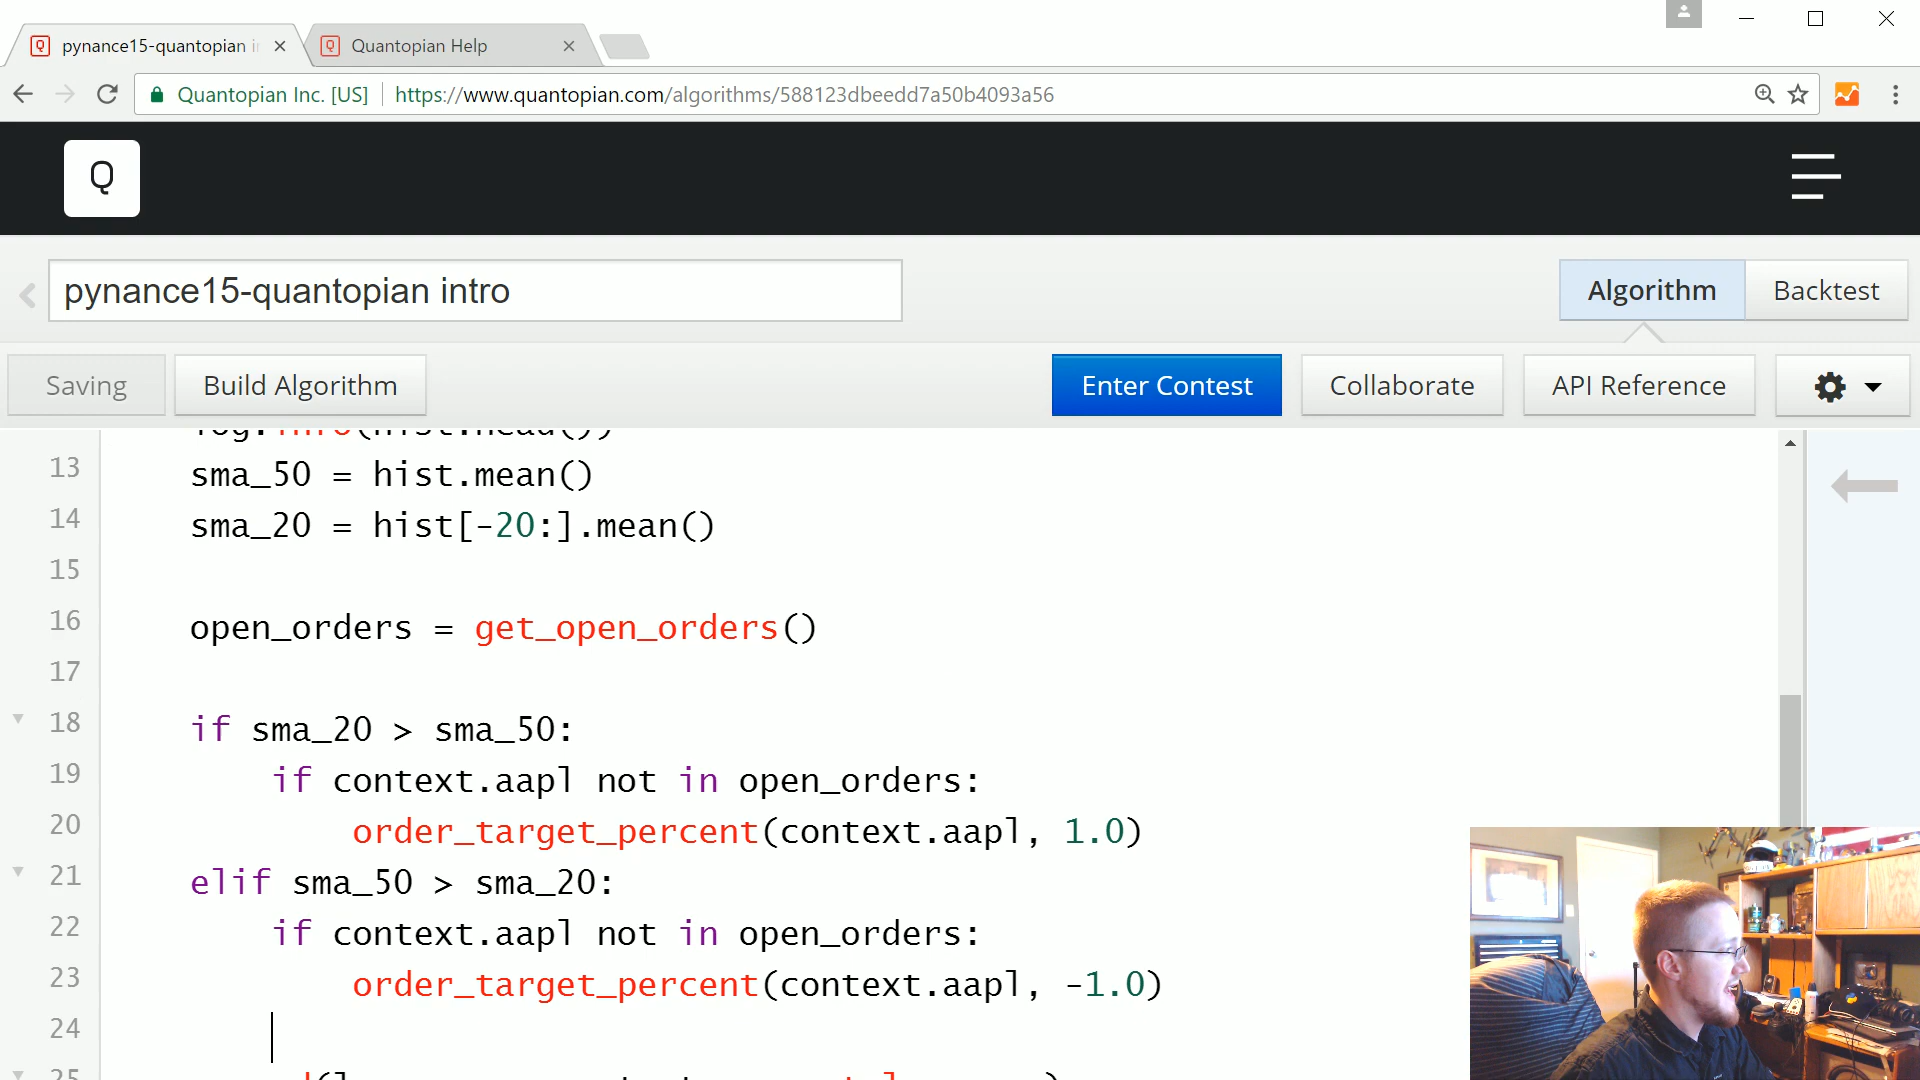 pynance15-quantopian in
Quantopian Help
Quantopian Inc. [US] https://www.quantopian.com/algorithms/588123dbeedd7a50b4093a56
Q
pynance15-quantopian intro
Algorithm Backtest
Saving Build Algorithm Enter Contest Collaborate API Reference
13 sma_50 = hist.mean()
14 sma_20 = hist[-20:].mean()
15
16 open_orders = get_open_orders()
17
18 if sma_20 > sma_50:
19 if context.aapl not in open_orders:
20 order_target_percent(context.aapl, 1.0)
21 elif sma_50 > sma_20:
22 if context.aapl not in open_orders:
23 order_target_percent(context.aapl, -1.0)
24
25